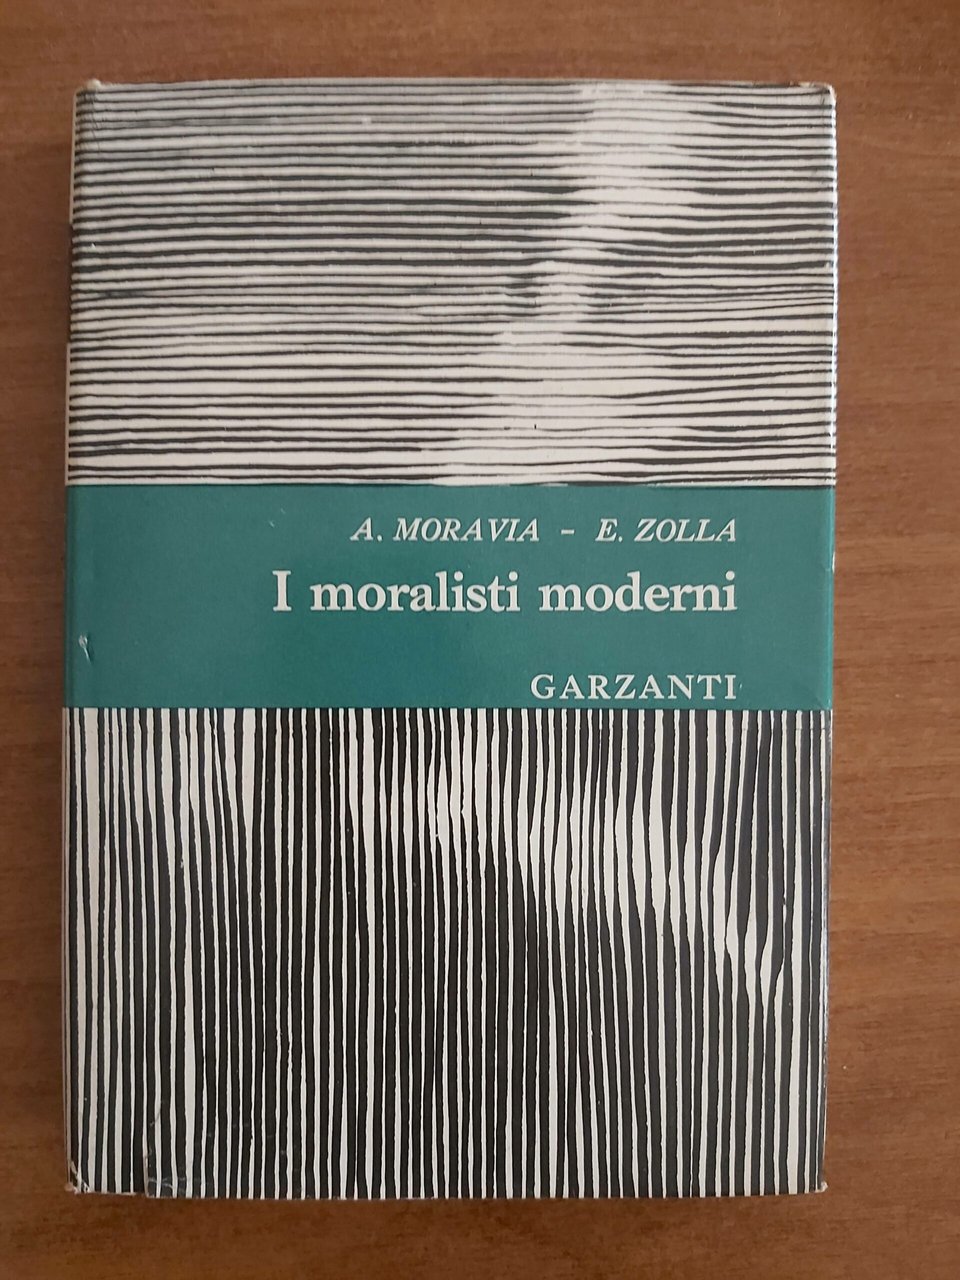 A. MORAVIA - E. ZOLLA
I moralisti moderni
GARZANTI